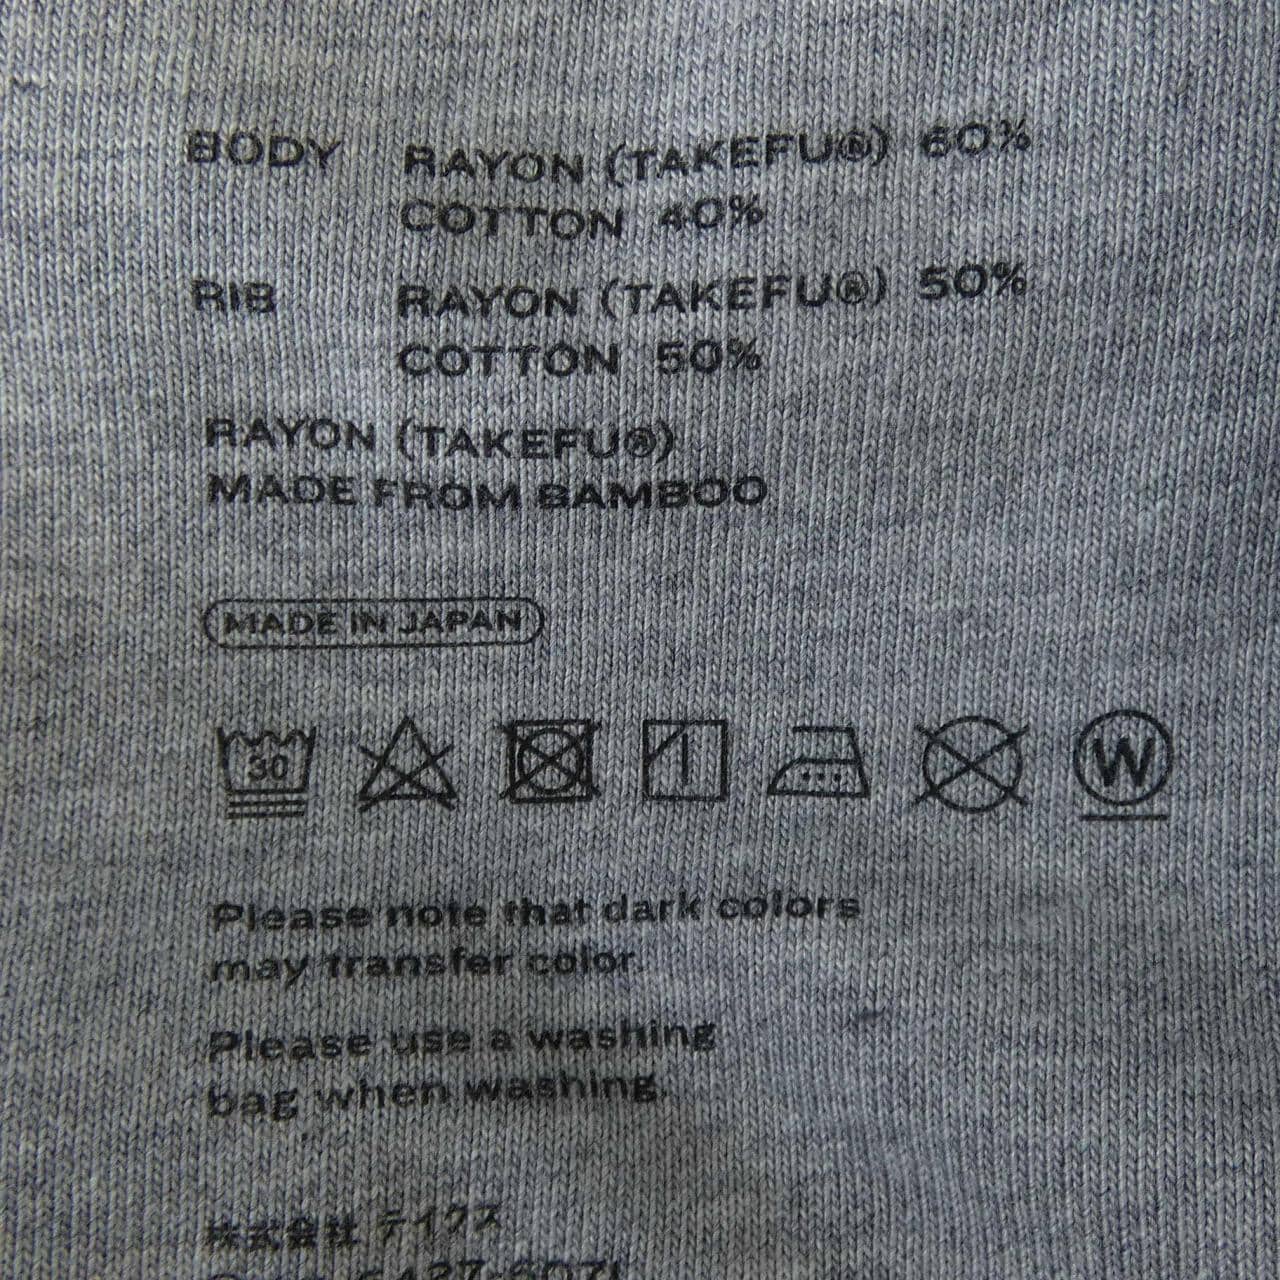 BODY RAYON (TAKEFU®) 60%
COTTON 40%
RIB RAYON (TAKEFU®) 50%
COTTON 50%
RAYON (TAKEFU®)
MADE FROM BAMBOO
MADE IN JAPAN
30
W
Please note that dark colors
may transfer color.
Please use a washing
bag when washing.
株式会社 テイクス